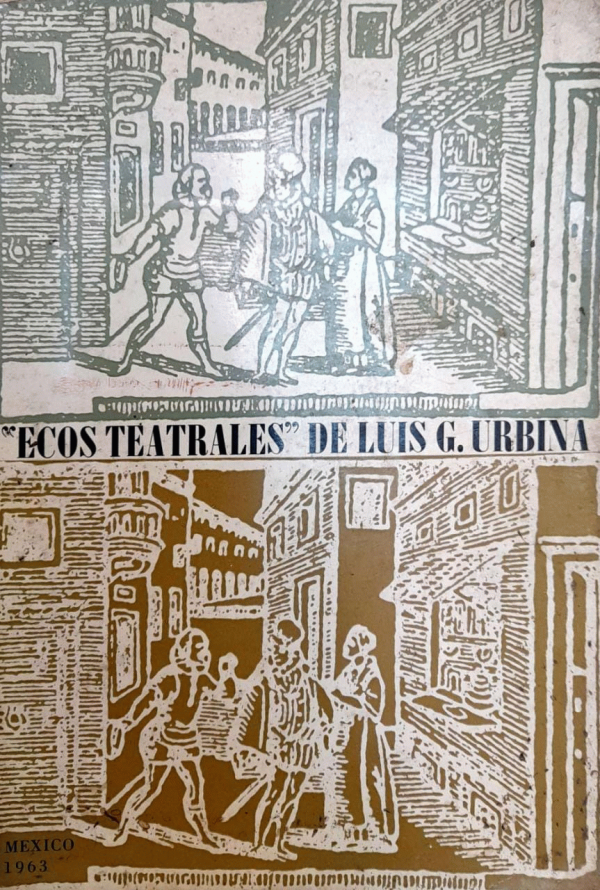 “ECOS TEATRALES” DE LUIS G. URBINA
MEXICO
1963